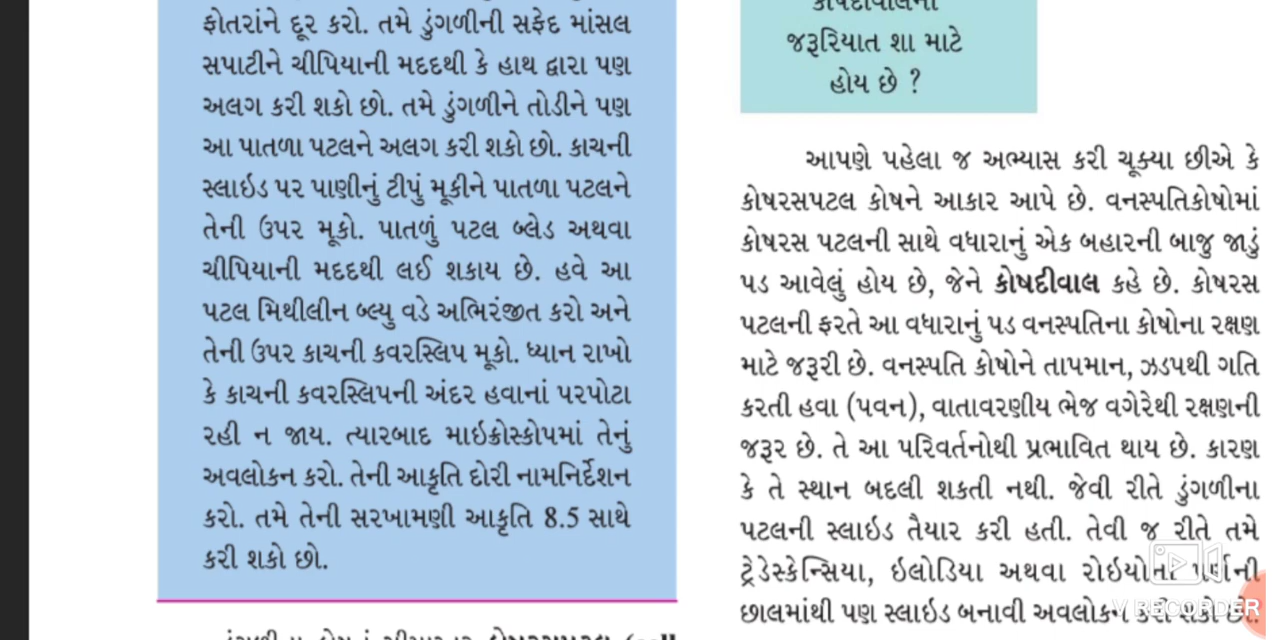 ફોતરાંને દૂર કરો. તમે ડુંગળીની સફેદ માંસલ
સપાટીને ચીપિયાની મદદથી કે હાથ દ્વારા પણ
અલગ કરી શકો છો. તમે ડુંગળીને તોડીને પણ
આ પાતળા પટલને અલગ કરી શકો છો. કાચની
સ્લાઇડ પર પાણીનું ટીપું મૂકીને પાતળા પટલને
તેની ઉપર મૂકો. પાતળું પટલ બ્લેડ અથવા
ચીપિયાની મદદથી લઈ શકાય છે. હવે આ
પટલ મિથીલીન બ્લ્યુ વડે અભિરંજીત કરો અને
તેની ઉપર કાચની કવરસ્લિપ મૂકો. ધ્યાન રાખો
કે કાચની કવરસ્લિપની અંદર હવાનાં પરપોટા
રહી ન જાય. ત્યારબાદ માઇક્રોસ્કોપમાં તેનું
અવલોકન કરો. તેની આકૃતિ દોરી નામનિર્દેશન
કરો. તમે તેની સરખામણી આકૃતિ 8.5 સાથે
કરી શકો છો.
કોષદીવાલની
જરૂરિયાત શા માટે
હોય છે ?
આપણે પહેલા જ અભ્યાસ કરી ચૂક્યા છીએ કે
કોષરસપટલ કોષને આકાર આપે છે. વનસ્પતિકોષોમાં
કોષરસ પટલની સાથે વધારાનું એક બહારની બાજુ જાડું
પડ આવેલું હોય છે, જેને કોષદીવાલ કહે છે. કોષરસ
પટલની ફરતે આ વધારાનું પડ વનસ્પતિના કોષોના રક્ષણ
માટે જરૂરી છે. વનસ્પતિ કોષોને તાપમાન, ઝડપથી ગતિ
કરતી હવા (પવન), વાતાવરણીય ભેજ વગેરેથી રક્ષણની
જરૂર છે. તે આ પરિવર્તનોથી પ્રભાવિત થાય છે. કારણ
કે તે સ્થાન બદલી શકતી નથી. જેવી રીતે ડુંગળીના
પટલની સ્લાઇડ તૈયાર કરી હતી. તેવી જ રીતે તમે
ટ્રેડેસ્કેન્સિયા, ઇલોડિયા અથવા રોઇયોના પર્ણની
છાલમાંથી પણ સ્લાઇડ બનાવી અવલોકન કરી શકો છો.
V RECORDER